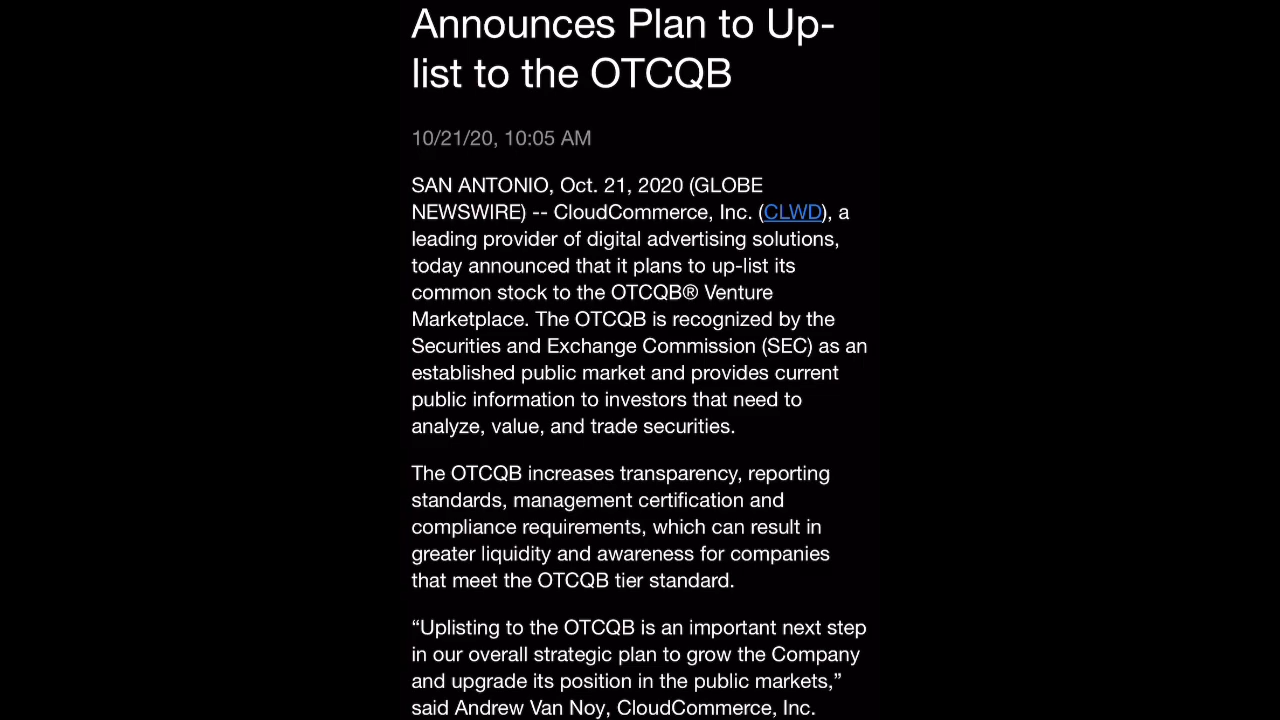 Announces Plan to Up-
list to the OTCQB
10/21/20, 10:05 AM
SAN ANTONIO, Oct. 21, 2020 (GLOBE
NEWSWIRE) -- CloudCommerce, Inc. (CLWD), a
leading provider of digital advertising solutions,
today announced that it plans to up-list its
common stock to the OTCQB® Venture
Marketplace. The OTCQB is recognized by the
Securities and Exchange Commission (SEC) as an
established public market and provides current
public information to investors that need to
analyze, value, and trade securities.
The OTCQB increases transparency, reporting
standards, management certification and
compliance requirements, which can result in
greater liquidity and awareness for companies
that meet the OTCQB tier standard.
“Uplisting to the OTCQB is an important next step
in our overall strategic plan to grow the Company
and upgrade its position in the public markets,”
said Andrew Van Noy, CloudCommerce, Inc.